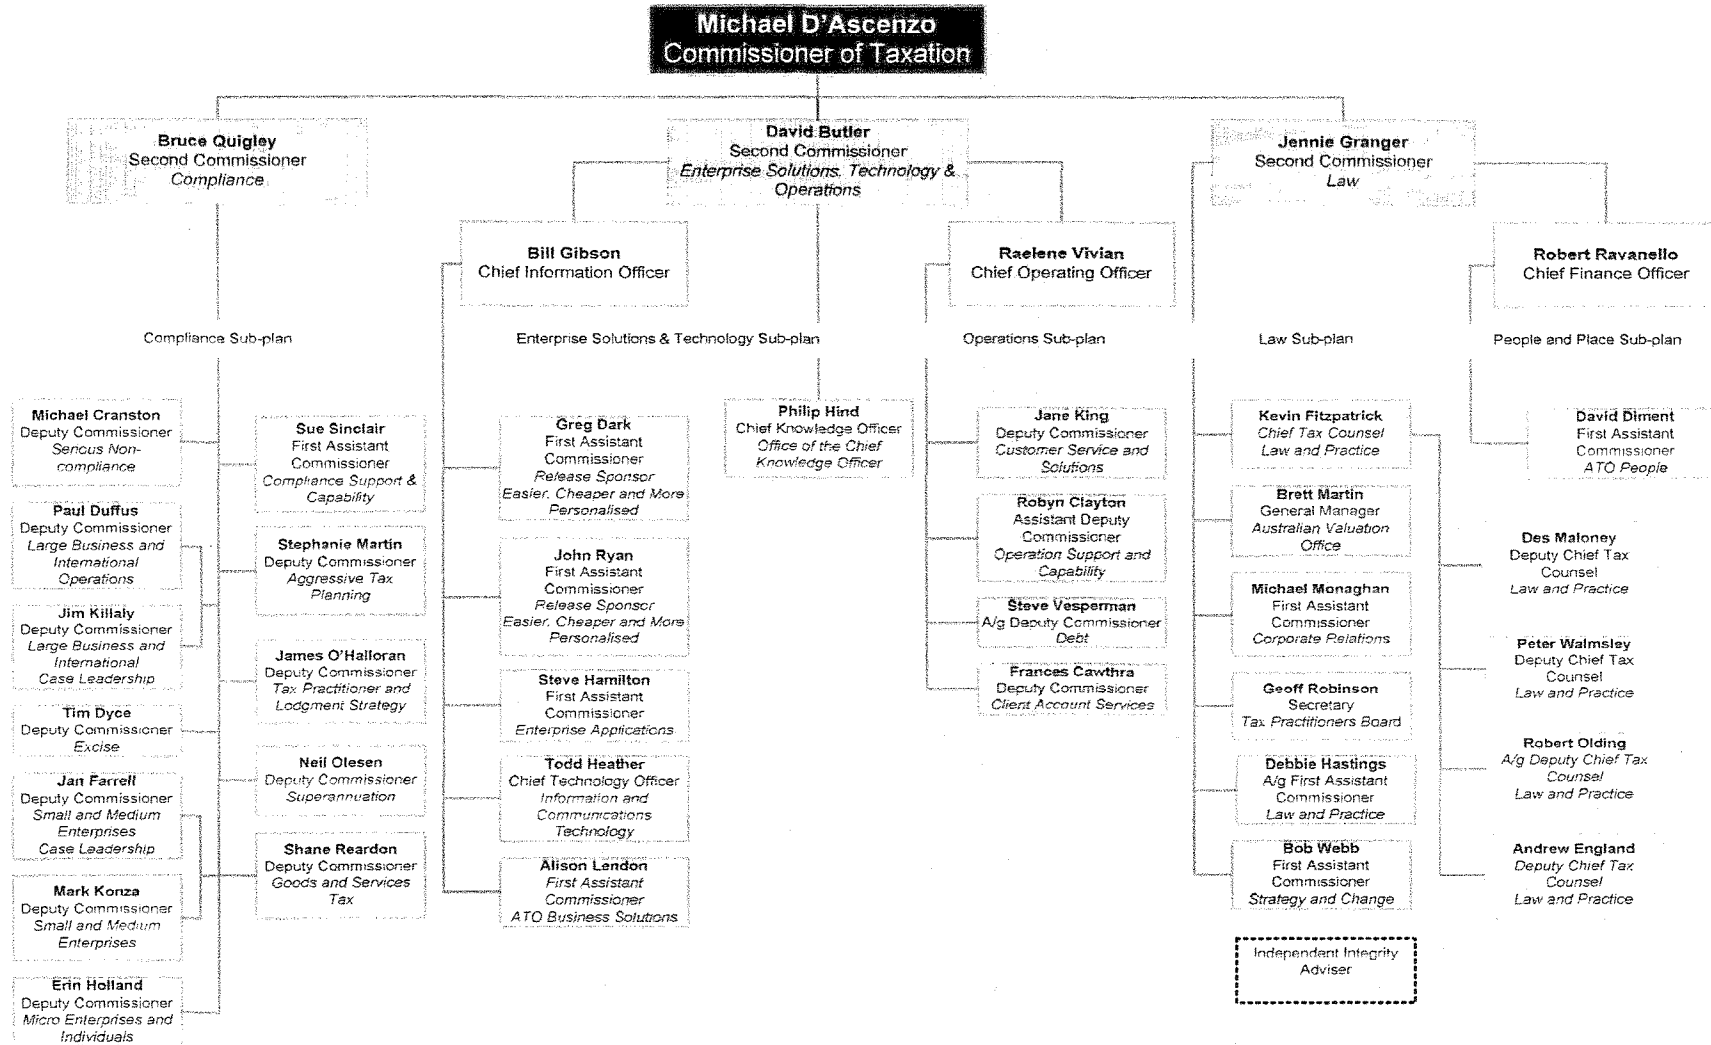 Michael D'Ascenzo
Commissioner of Taxation
Bruce Quigley
Second Commissioner
Compliance
David Butler
Second Commissioner
Enterprise Solutions, Technology &
Operations
Jennie Granger
Second Commissioner
Law
Bill Gibson
Chief Information Officer
Raelene Vivian
Chief Operating Officer
Robert Ravanello
Chief Finance Officer
Compliance Sub-plan
Enterprise Solutions & Technology Sub-plan
Operations Sub-plan
Law Sub-plan
People and Place Sub-plan
Michael Cranston
Deputy Commissioner
Serious Non-
compliance
Paul Duffus
Deputy Commissioner
Large Business and
International
Operations
Jim Killaly
Deputy Commissioner
Large Business and
International
Case Leadership
Tim Dyce
Deputy Commissioner
Excise
Jan Farrell
Deputy Commissioner
Small and Medium
Enterprises
Case Leadership
Mark Konza
Deputy Commissioner
Small and Medium
Enterprises
Erin Holland
Deputy Commissioner
Micro Enterprises and
Individuals
Sue Sinclair
First Assistant
Commissioner
Compliance Support &
Capability
Stephanie Martin
Deputy Commissioner
Aggressive Tax
Planning
James O'Halloran
Deputy Commissioner
Tax Practitioner and
Lodgment Strategy
Neil Olesen
Deputy Commissioner
Superannuation
Shane Reardon
Deputy Commissioner
Goods and Services
Tax
Greg Dark
First Assistant
Commissioner
Release Sponsor
Easier, Cheaper and More
Personalised
John Ryan
First Assistant
Commissioner
Release Sponsor
Easier, Cheaper and More
Personalised
Steve Hamilton
First Assistant
Commissioner
Enterprise Applications
Todd Heather
Chief Technology Officer
Information and
Communications
Technology
Alison Lendon
First Assistant
Commissioner
ATO Business Solutions
Philip Hind
Chief Knowledge Officer
Office of the Chief
Knowledge Officer
Jane King
Deputy Commissioner
Customer Service and
Solutions
Robyn Clayton
Assistant Deputy
Commissioner
Operation Support and
Capability
Steve Vesperman
A/g Deputy Commissioner
Debt
Frances Cawthra
Deputy Commissioner
Client Account Services
Kevin Fitzpatrick
Chief Tax Counsel
Law and Practice
Brett Martin
General Manager
Australian Valuation
Office
Michael Monaghan
First Assistant
Commissioner
Corporate Relations
Geoff Robinson
Secretary
Tax Practitioners Board
Debbie Hastings
A/g First Assistant
Commissioner
Law and Practice
Bob Webb
First Assistant
Commissioner
Strategy and Change
Independent Integrity
Adviser
David Diment
First Assistant
Commissioner
ATO People
Des Maloney
Deputy Chief Tax
Counsel
Law and Practice
Peter Walmsley
Deputy Chief Tax
Counsel
Law and Practice
Robert Olding
A/g Deputy Chief Tax
Counsel
Law and Practice
Andrew England
Deputy Chief Tax
Counsel
Law and Practice